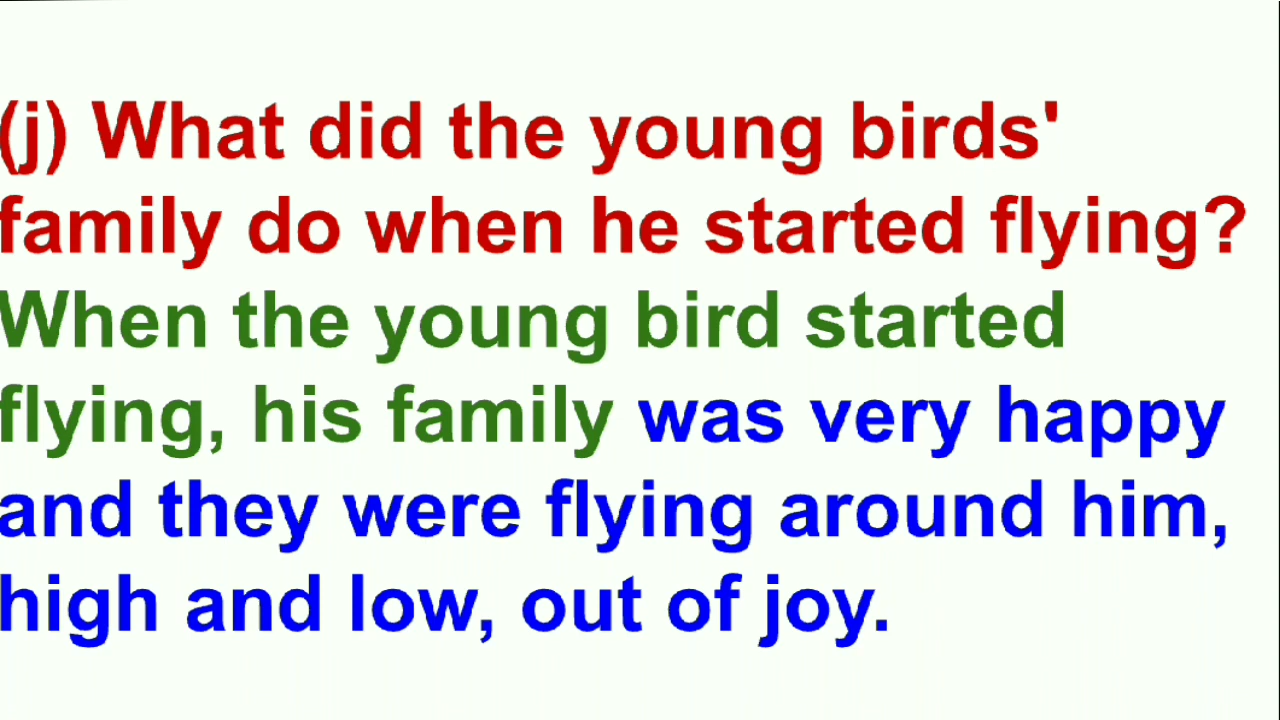 (j) What did the young birds'
family do when he started flying?
When the young bird started
flying, his family was very happy
and they were flying around him,
high and low, out of joy.